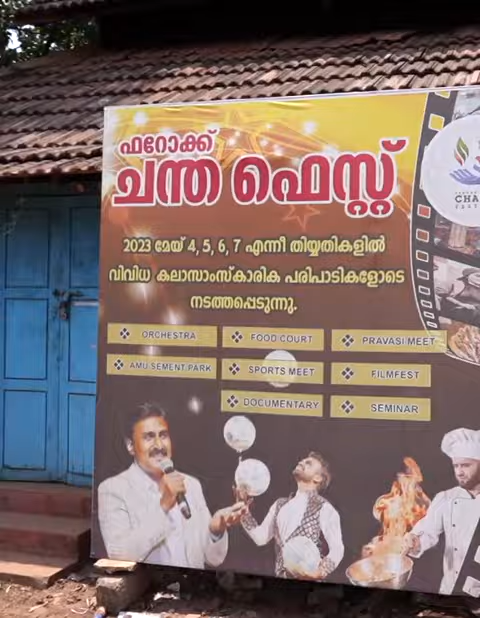 ഫറോക്ക്
ചന്ത ഫെസ്റ്റ്
CHA
2023 മേയ് 4, 5, 6, 7 എന്നീ തിയ്യതികളിൽ
വിവിധ കലാസാംസ്കാരിക പരിപാടികളോടെ
നടത്തപ്പെടുന്നു.
ORCHESTRA FOOD COURT PRAVASI MEET
AMU SEMENT PARK SPORTS MEET FILMFEST
DOCUMENTARY SEMINAR